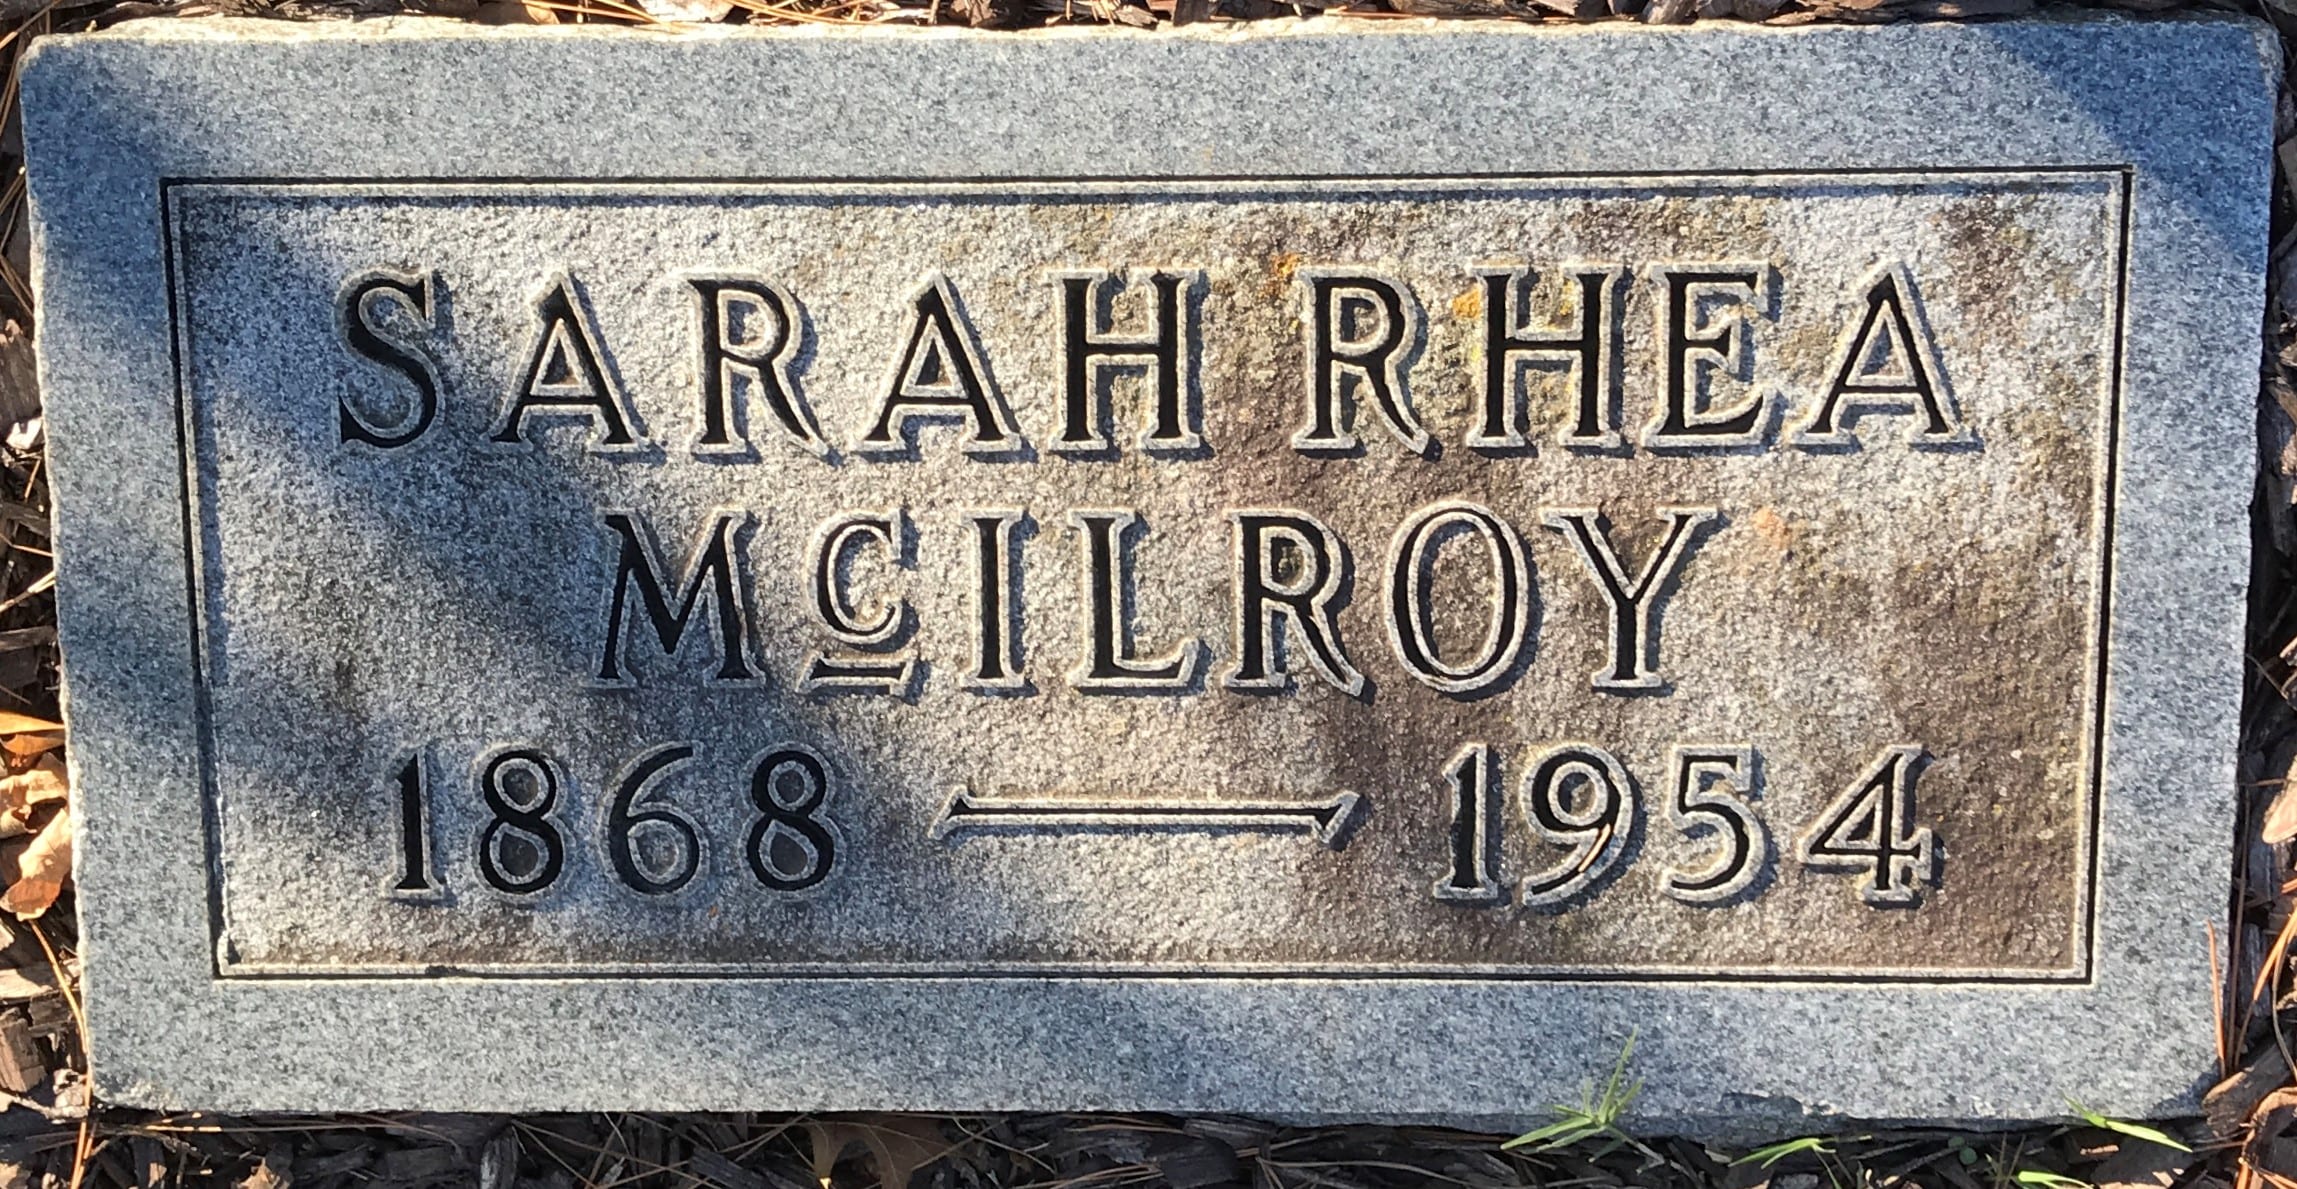 SARAH RHEA
McILROY
1868 — 1954